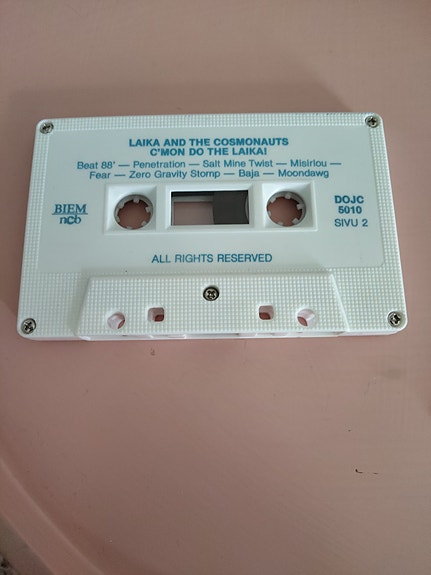 LAIKA AND THE COSMONAUTS
C'MON DO THE LAIKA!
Beat 88' — Penetration — Salt Mine Twist — Misirlou —
Fear — Zero Gravity Stomp — Baja — Moondawg
BIEM
ncb
DOJC
5010
SIVU 2
ALL RIGHTS RESERVED